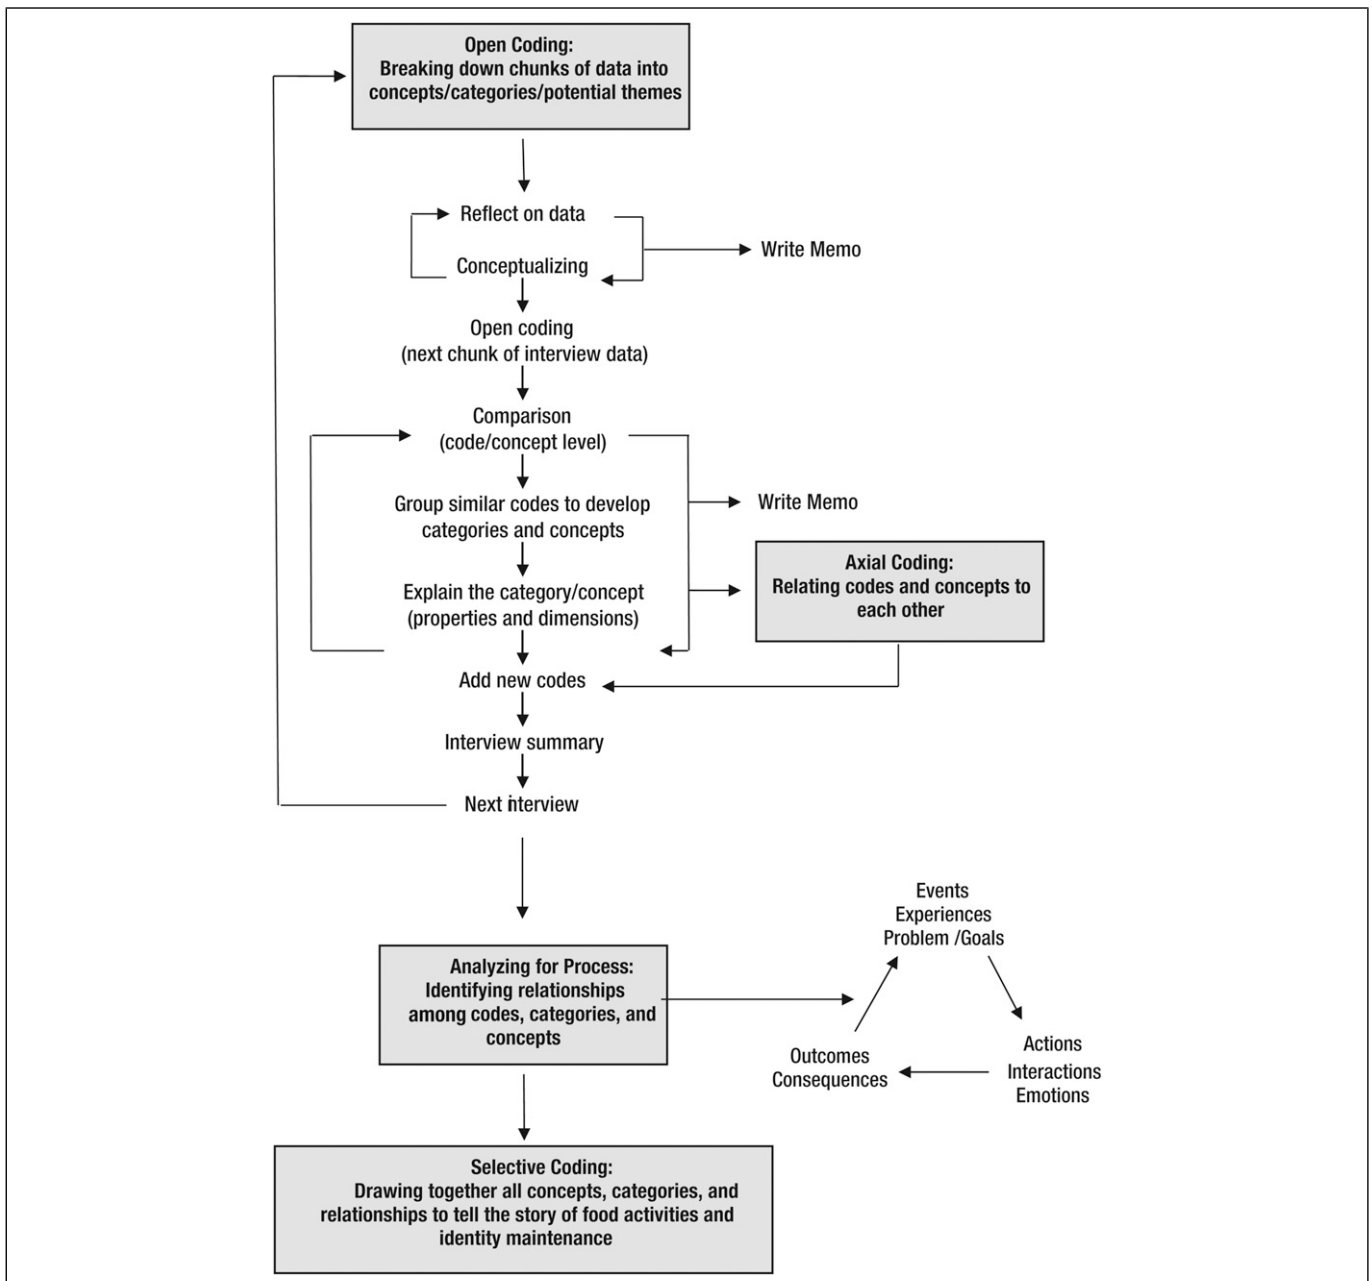 Open Coding:
Breaking down chunks of data into
concepts/categories/potential themes
Reflect on data
Write Memo
Conceptualizing
Open coding
(next chunk of interview data)
Comparison
(code/concept level)
Group similar codes to develop
categories and concepts
Write Memo
Axial Coding:
Relating codes and concepts to
each other
Explain the category/concept
(properties and dimensions)
Add new codes
Interview summary
Next interview
Events
Experiences
Problem /Goals
Analyzing for Process:
Identifying relationships
among codes, categories, and
concepts
Actions
Interactions
Emotions
Outcomes
Consequences
Selective Coding:
Drawing together all concepts, categories, and
relationships to tell the story of food activities and
identity maintenance